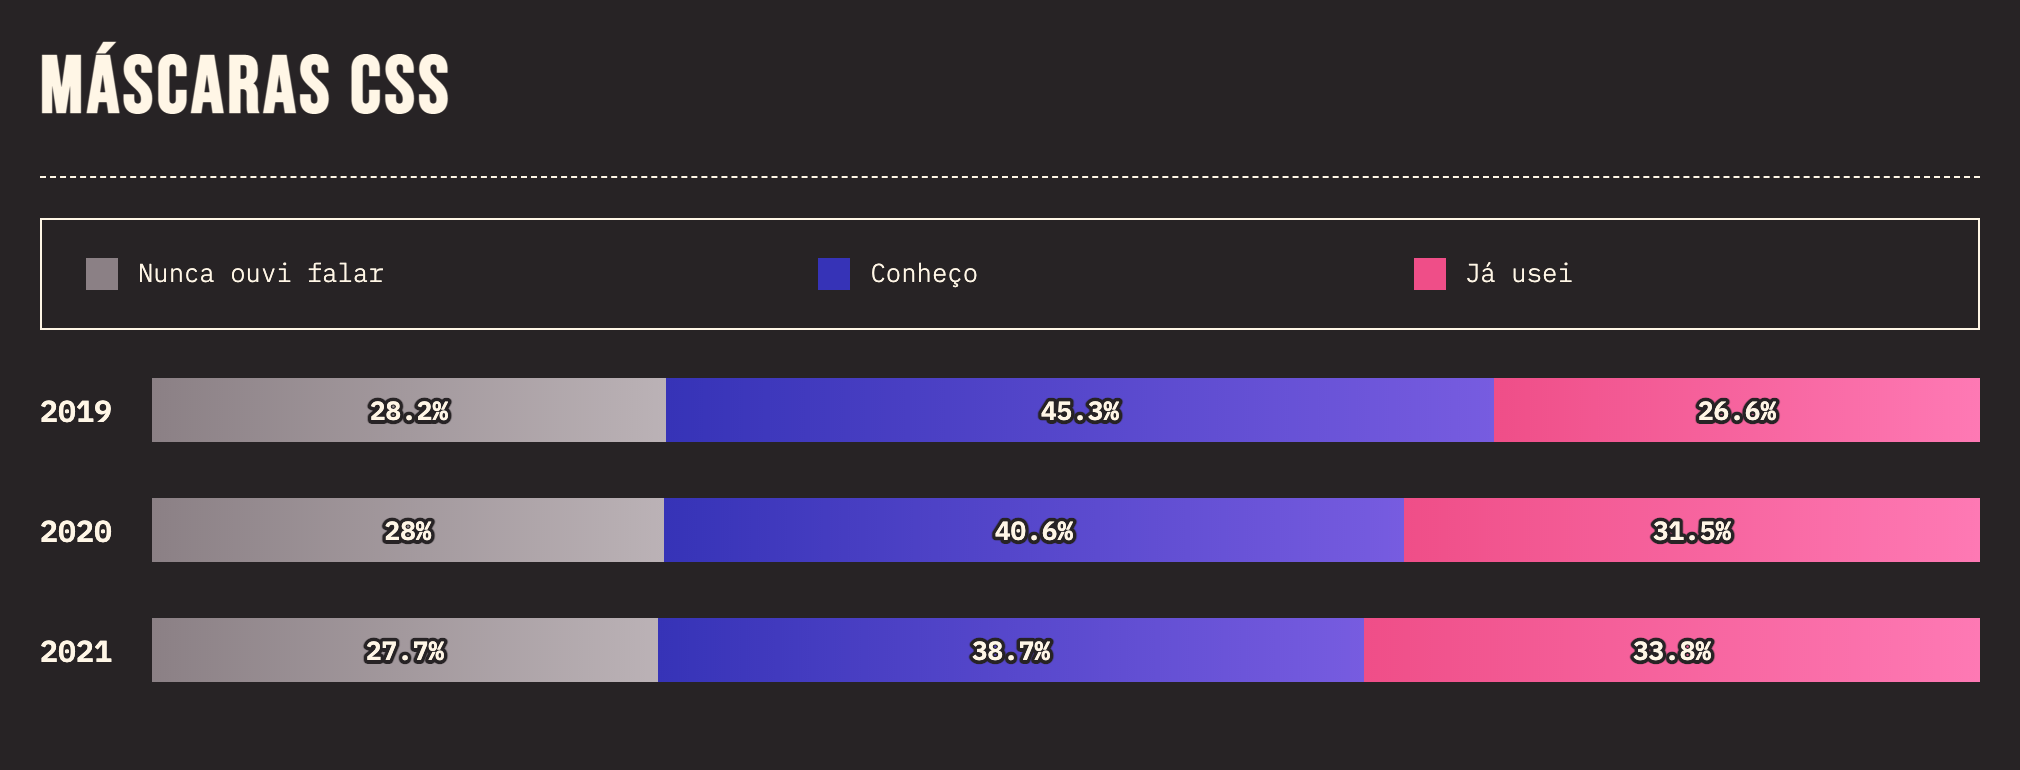 MÁSCARAS CSS
Nunca ouvi falar Conheço Já usei
2019 28.2% 45.3% 26.6%
2020 28% 40.6% 31.5%
2021 27.7% 38.7% 33.8%